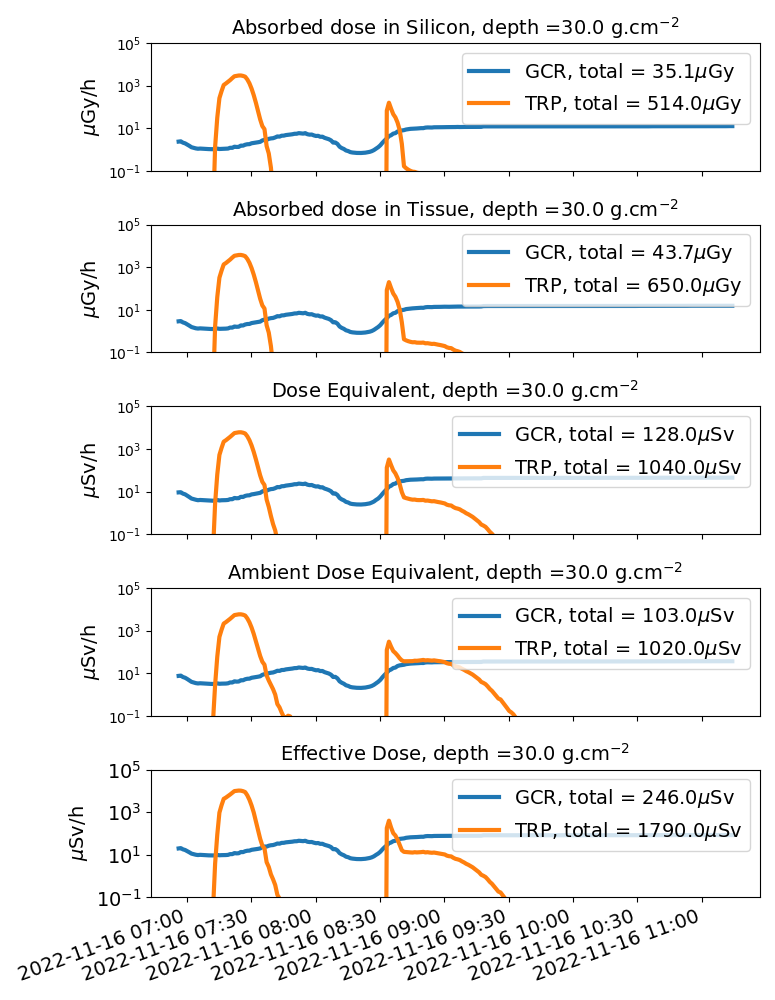 Absorbed dose in Silicon, depth =30.0 g.cm⁻²
10⁵
10³
10¹
10⁻¹
μGy/h
GCR, total = 35.1μGy
TRP, total = 514.0μGy
Absorbed dose in Tissue, depth =30.0 g.cm⁻²
10⁵
10³
10¹
10⁻¹
μGy/h
GCR, total = 43.7μGy
TRP, total = 650.0μGy
Dose Equivalent, depth =30.0 g.cm⁻²
10⁵
10³
10¹
10⁻¹
μSv/h
GCR, total = 128.0μSv
TRP, total = 1040.0μSv
Ambient Dose Equivalent, depth =30.0 g.cm⁻²
10⁵
10³
10¹
10⁻¹
μSv/h
GCR, total = 103.0μSv
TRP, total = 1020.0μSv
Effective Dose, depth =30.0 g.cm⁻²
10⁵
10³
10¹
10⁻¹
μSv/h
GCR, total = 246.0μSv
TRP, total = 1790.0μSv
2022-11-16 07:00
2022-11-16 07:30
2022-11-16 08:00
2022-11-16 08:30
2022-11-16 09:00
2022-11-16 09:30
2022-11-16 10:00
2022-11-16 10:30
2022-11-16 11:00